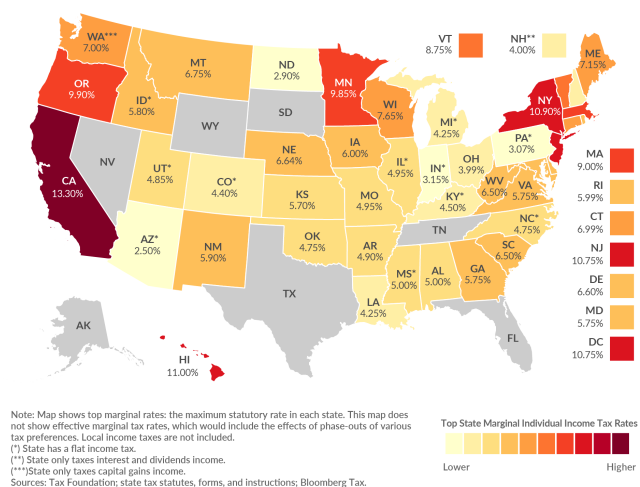 VT
8.75%
NH**
4.00%
WA***
7.00%
MT
6.75%
ND
2.90%
MN
9.85%
ME
7.15%
OR
9.90%
ID*
5.80%
SD
WI
7.65%
NY
10.90%
WY
MI*
4.25%
PA*
3.07%
NV
NE
6.64%
IA
6.00%
IL*
4.95%
IN*
3.15%
OH
3.99%
CA
13.30%
UT*
4.85%
CO*
4.40%
KS
5.70%
MO
4.95%
KY*
4.50%
WV
6.50%
VA
5.75%
NC*
4.75%
TN
AZ*
2.50%
NM
5.90%
OK
4.75%
AR
4.90%
SC
6.50%
MS*
5.00%
AL
5.00%
GA
5.75%
TX
LA
4.25%
FL
AK
HI
11.00%
MA
9.00%
RI
5.99%
CT
6.99%
NJ
10.75%
DE
6.60%
MD
5.75%
DC
10.75%
Note: Map shows top marginal rates: the maximum statutory rate in each state. This map does
not show effective marginal tax rates, which would include the effects of phase-outs of various
tax preferences. Local income taxes are not included.
(*) State has a flat income tax.
(**) State only taxes interest and dividends income.
(***)State only taxes capital gains income.
Sources: Tax Foundation; state tax statutes, forms, and instructions; Bloomberg Tax.
Top State Marginal Individual Income Tax Rates
Lower
Higher